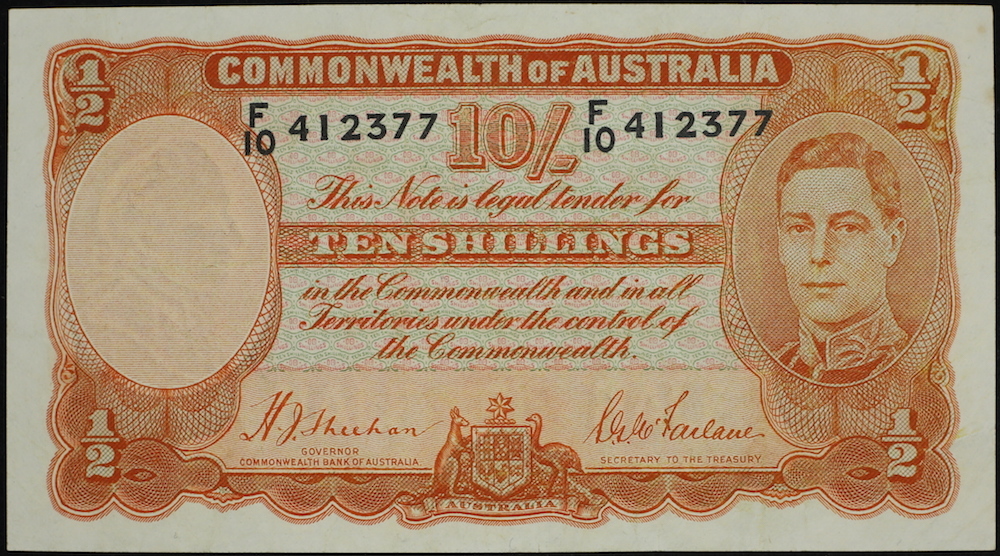 1/2 COMMONWEALTH OF AUSTRALIA 1/2
F/10 412377 10/- F/10 412377
This Note is legal tender for
TEN SHILLINGS
in the Commonwealth and in all
Territories under the control of
the Commonwealth.
H.J. Sheehan
S.G. McFarlane
GOVERNOR
COMMONWEALTH BANK OF AUSTRALIA.
SECRETARY TO THE TREASURY.
1/2 AUSTRALIA 1/2